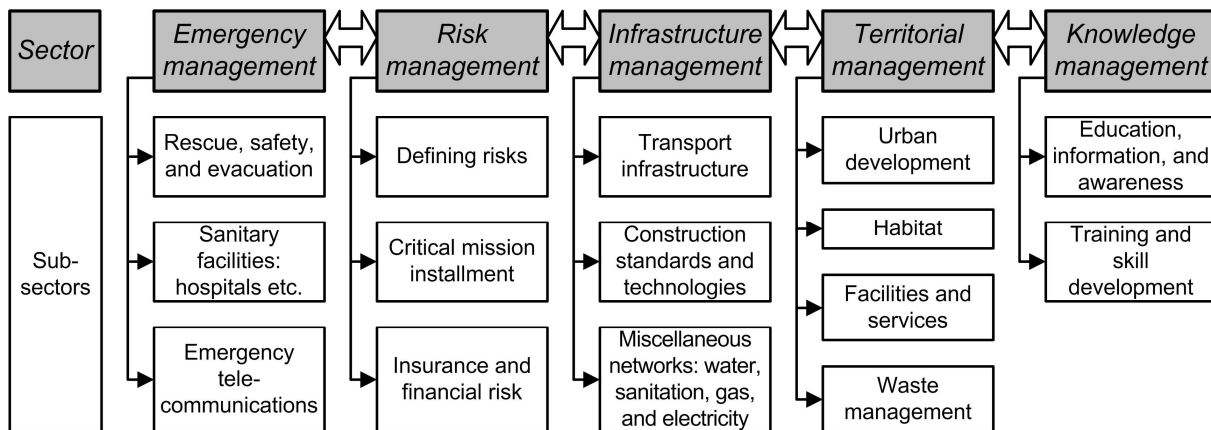 Sector
Emergency
management
Risk
management
Infrastructure
management
Territorial
management
Knowledge
management
Sub-
sectors
Rescue, safety,
and evacuation
Sanitary
facilities:
hospitals etc.
Emergency
tele-
communications
Defining risks
Critical mission
installment
Insurance and
financial risk
Transport
infrastructure
Construction
standards and
technologies
Miscellaneous
networks: water,
sanitation, gas,
and electricity
Urban
development
Habitat
Facilities and
services
Waste
management
Education,
information, and
awareness
Training and
skill
development